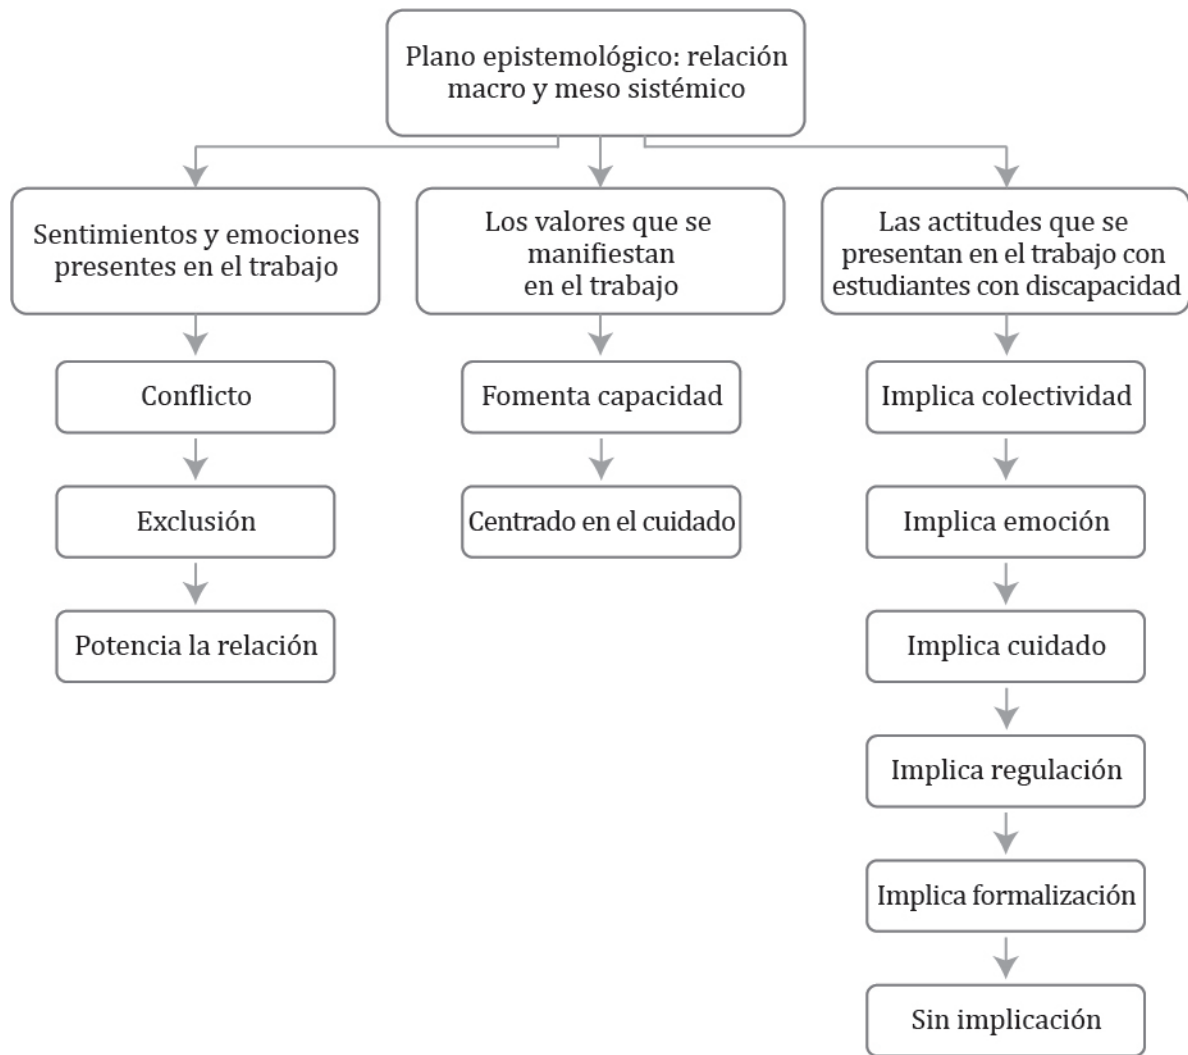 Plano epistemológico: relación
macro y meso sistémico
Sentimientos y emociones
presentes en el trabajo
Los valores que se
manifiestan
en el trabajo
Las actitudes que se
presentan en el trabajo con
estudiantes con discapacidad
Conflicto
Exclusión
Potencia la relación
Fomenta capacidad
Centrado en el cuidado
Implica colectividad
Implica emoción
Implica cuidado
Implica regulación
Implica formalización
Sin implicación